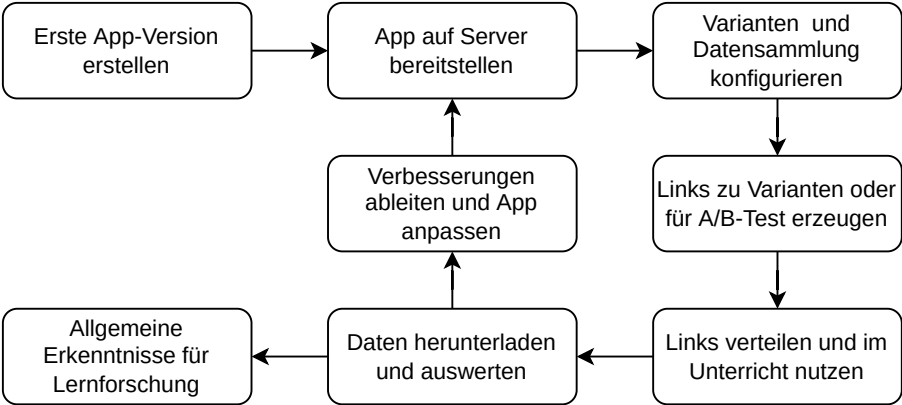 Erste App-Version
erstellen
App auf Server
bereitstellen
Varianten und
Datensammlung
konfigurieren
Verbesserungen
ableiten und App
anpassen
Links zu Varianten oder
für A/B-Test erzeugen
Allgemeine
Erkenntnisse für
Lernforschung
Daten herunterladen
und auswerten
Links verteilen und im
Unterricht nutzen